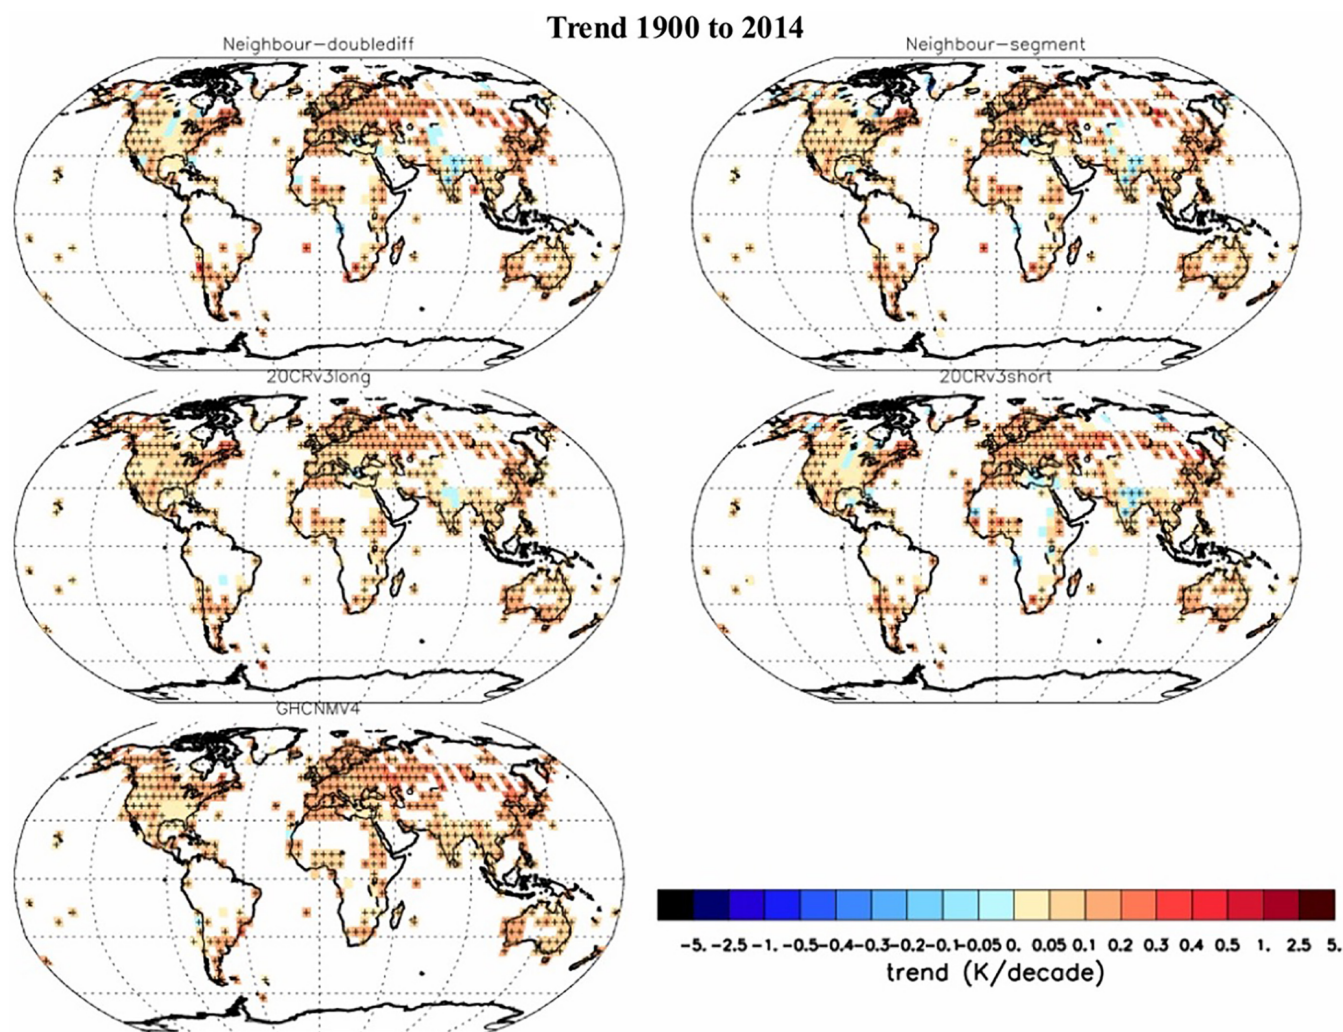 Trend 1900 to 2014
Neighbour-doublediff
Neighbour-segment
20CRv3long
20CRv3short
GHCNMV4
-5. -2.5 -1. -0.5-0.4-0.3-0.2-0.1-0.05 0. 0.05 0.1 0.2 0.3 0.4 0.5 1. 2.5 5.
trend (K/decade)